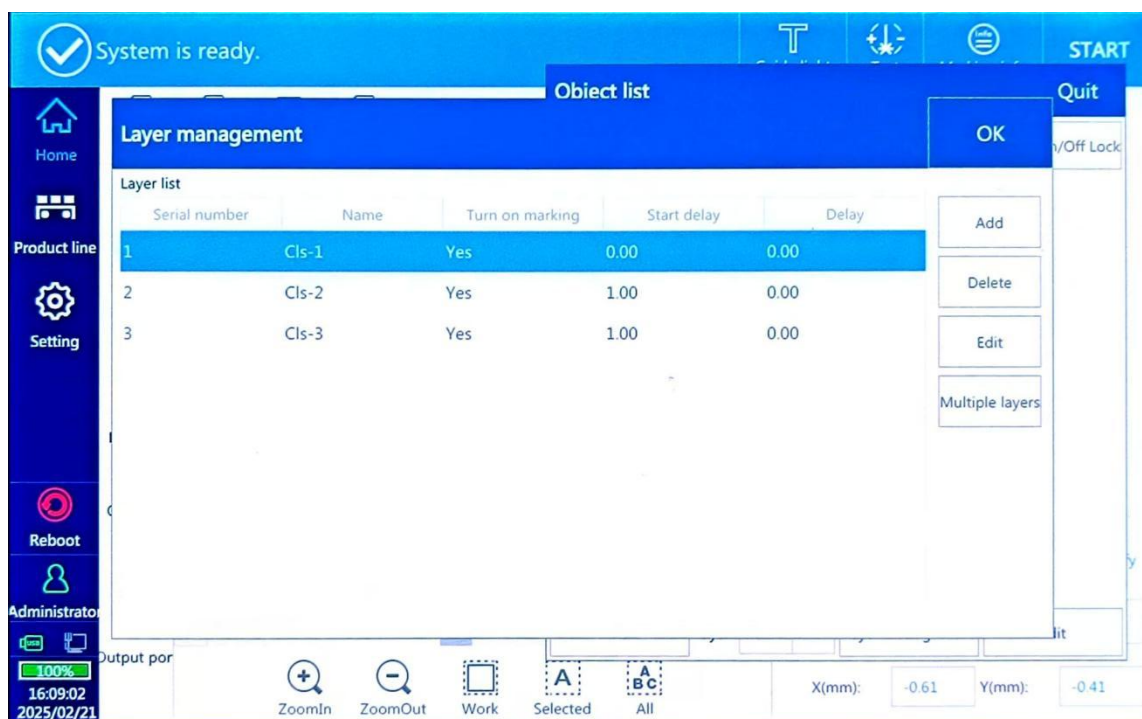 System is ready.
START
Object list
Quit
Home
Layer management
OK
/Off Lock
Layer list
Serial number Name Turn on marking Start delay Delay
Add
Product line
1 Cls-1 Yes 0.00 0.00
2 Cls-2 Yes 1.00 0.00
Delete
Setting
3 Cls-3 Yes 1.00 0.00
Edit
Multiple layers
Reboot
Administrator
USB
100%
Output por
16:09:02
2025/02/21
ZoomIn ZoomOut Work Selected All
X(mm): -0.61 Y(mm): -0.41